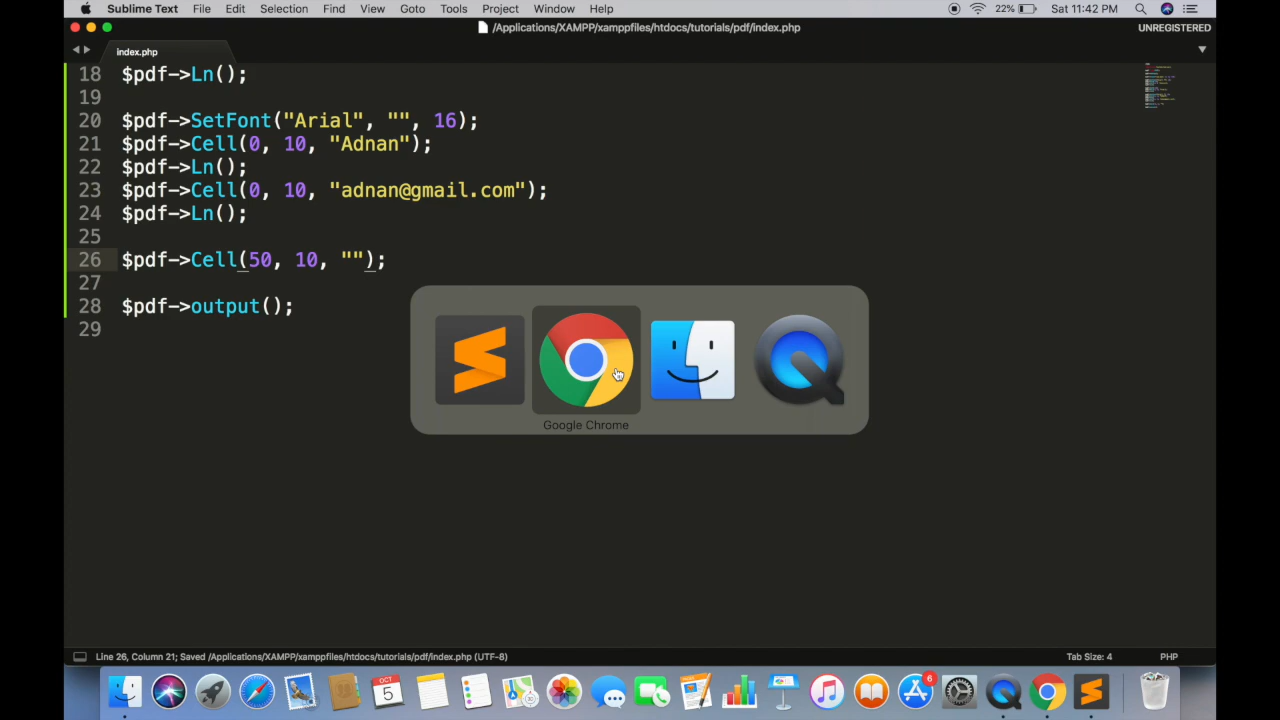 Sublime Text File Edit Selection Find View Goto Tools Project Window Help 22% Sat 11:42 PM
/Applications/XAMPP/xamppfiles/htdocs/tutorials/pdf/index.php UNREGISTERED
index.php
18 $pdf->Ln();
19
20 $pdf->SetFont("Arial", "", 16);
21 $pdf->Cell(0, 10, "Adnan");
22 $pdf->Ln();
23 $pdf->Cell(0, 10, "adnan@gmail.com");
24 $pdf->Ln();
25
26 $pdf->Cell(50, 10, "");
27
28 $pdf->output();
29
Google Chrome
Line 26, Column 21; Saved /Applications/XAMPP/xamppfiles/htdocs/tutorials/pdf/index.php (UTF-8) Tab Size: 4 PHP
OCT
5
6